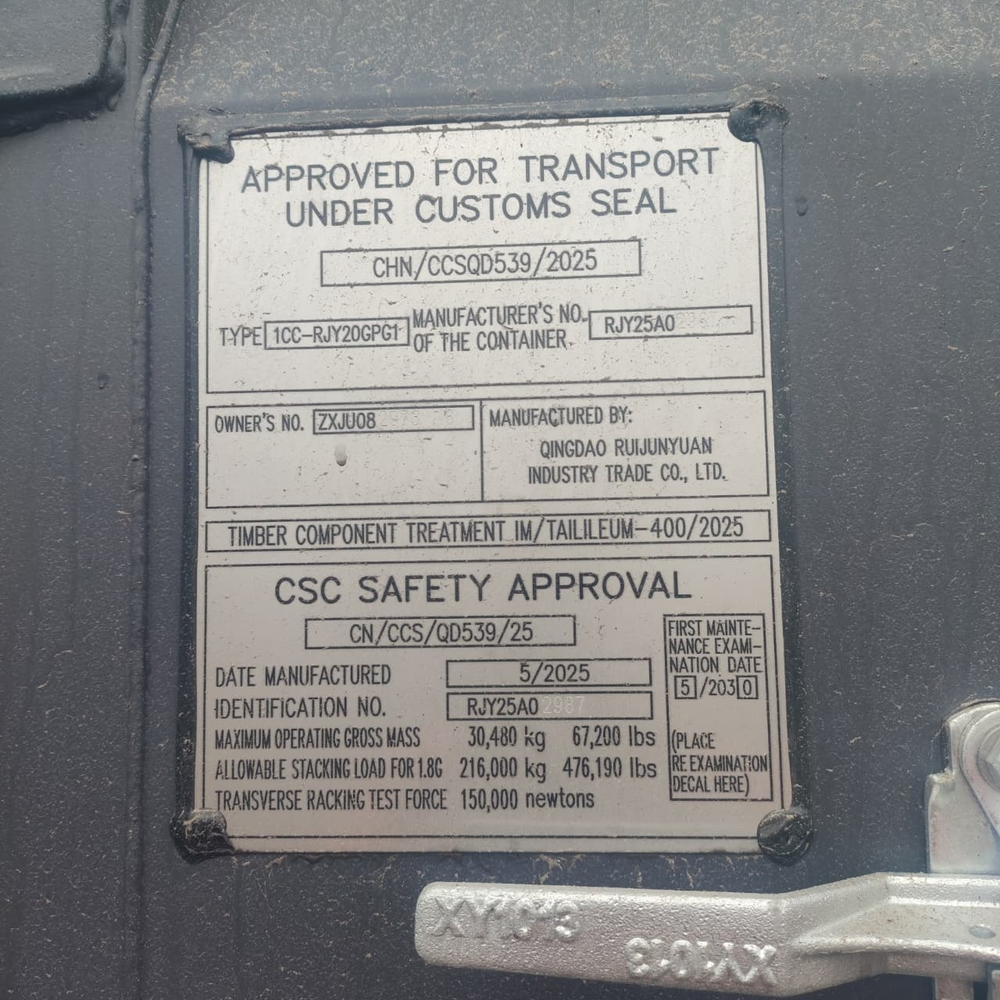 APPROVED FOR TRANSPORT
UNDER CUSTOMS SEAL
CHN/CCSQD539/2025
TYPE 1CC-RJY20GPG1 MANUFACTURER'S NO. OF THE CONTAINER. RJY25A0
OWNER'S NO. ZXJU08
MANUFACTURED BY:
QINGDAO RUIJUNYUAN
INDUSTRY TRADE CO., LTD.
TIMBER COMPONENT TREATMENT IM/TAILILEUM-400/2025
CSC SAFETY APPROVAL
CN/CCS/QD539/25
DATE MANUFACTURED 5/2025
IDENTIFICATION NO. RJY25A02987
MAXIMUM OPERATING GROSS MASS 30,480 kg 67,200 lbs
ALLOWABLE STACKING LOAD FOR 1.8G 216,000 kg 476,190 lbs
TRANSVERSE RACKING TEST FORCE 150,000 newtons
FIRST MAINTE-
NANCE EXAMI-
NATION DATE
5/2030
(PLACE
RE EXAMINATION
DECAL HERE)
XY1013
XY1013